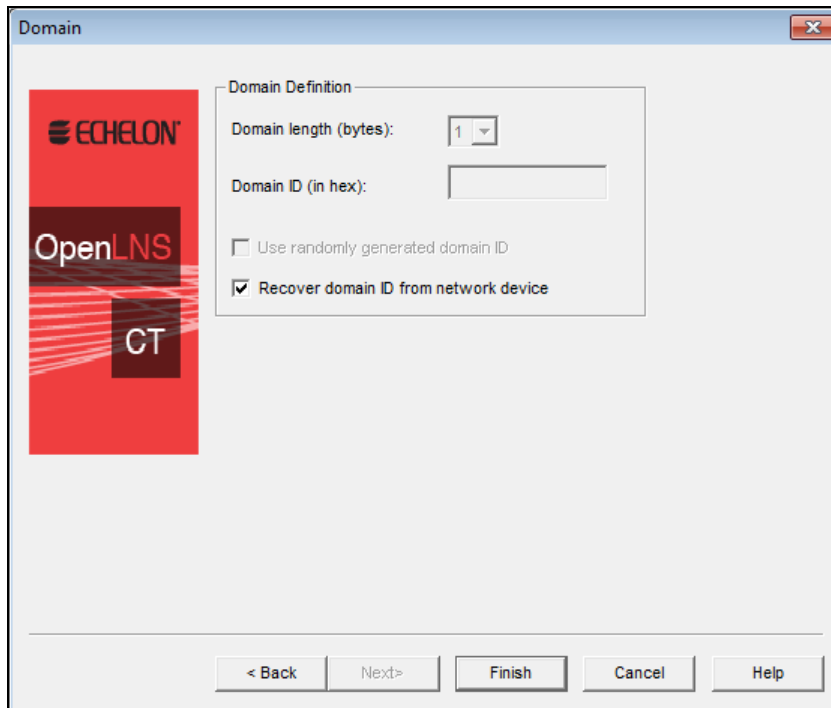 Domain
ECHELON
OpenLNS
CT
Domain Definition
Domain length (bytes):
1
Domain ID (in hex):
Use randomly generated domain ID
Recover domain ID from network device
< Back
Next>
Finish
Cancel
Help